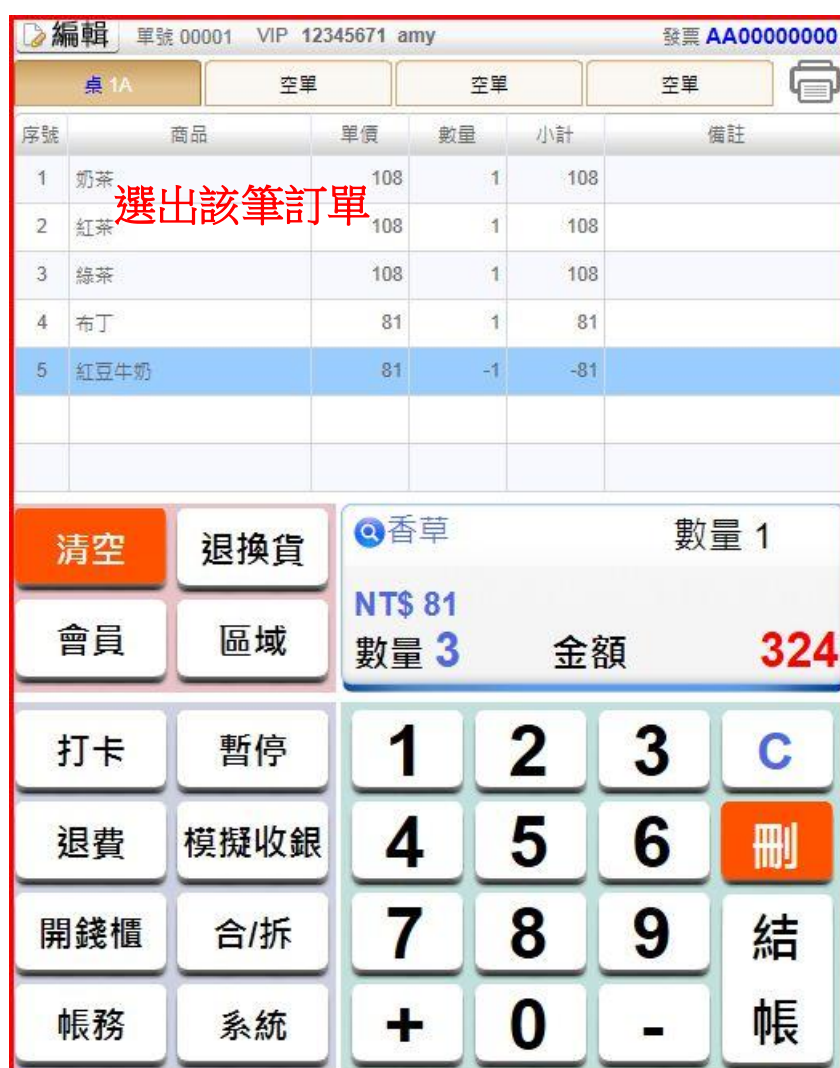 編輯 單號 00001 VIP 12345671 amy 發票 AA00000000
桌 1A 空單 空單 空單
序號 商品 單價 數量 小計 備註
1 奶茶 108 1 108
選出該筆訂單
2 紅茶 108 1 108
3 綠茶 108 1 108
4 布丁 81 1 81
5 紅豆牛奶 81 -1 -81
清空 退換貨
會員 區域
香草 數量 1
NT$ 81
數量 3 金額 324
打卡 暫停
退費 模擬收銀
開錢櫃 合/拆
帳務 系統
1 2 3 C
4 5 6 刪
7 8 9 結
+ 0 - 帳